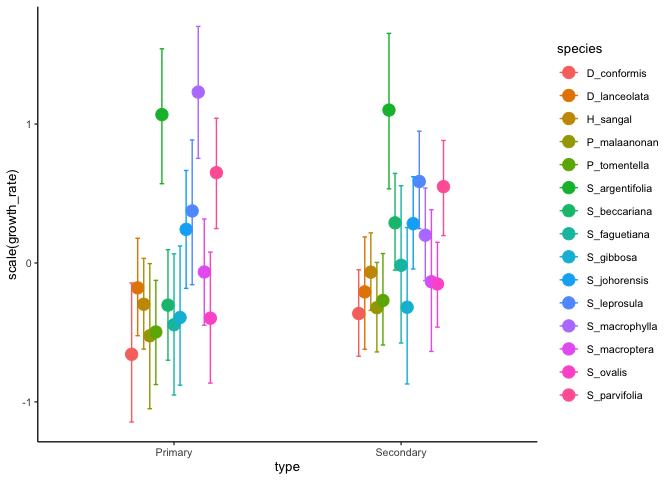 scale(growth_rate)
1
0
-1
Primary
Secondary
type
species
D_conformis
D_lanceolata
H_sangal
P_malaanonan
P_tomentella
S_argentifolia
S_beccariana
S_faguetiana
S_gibbosa
S_johorensis
S_leprosula
S_macrophylla
S_macroptera
S_ovalis
S_parvifolia